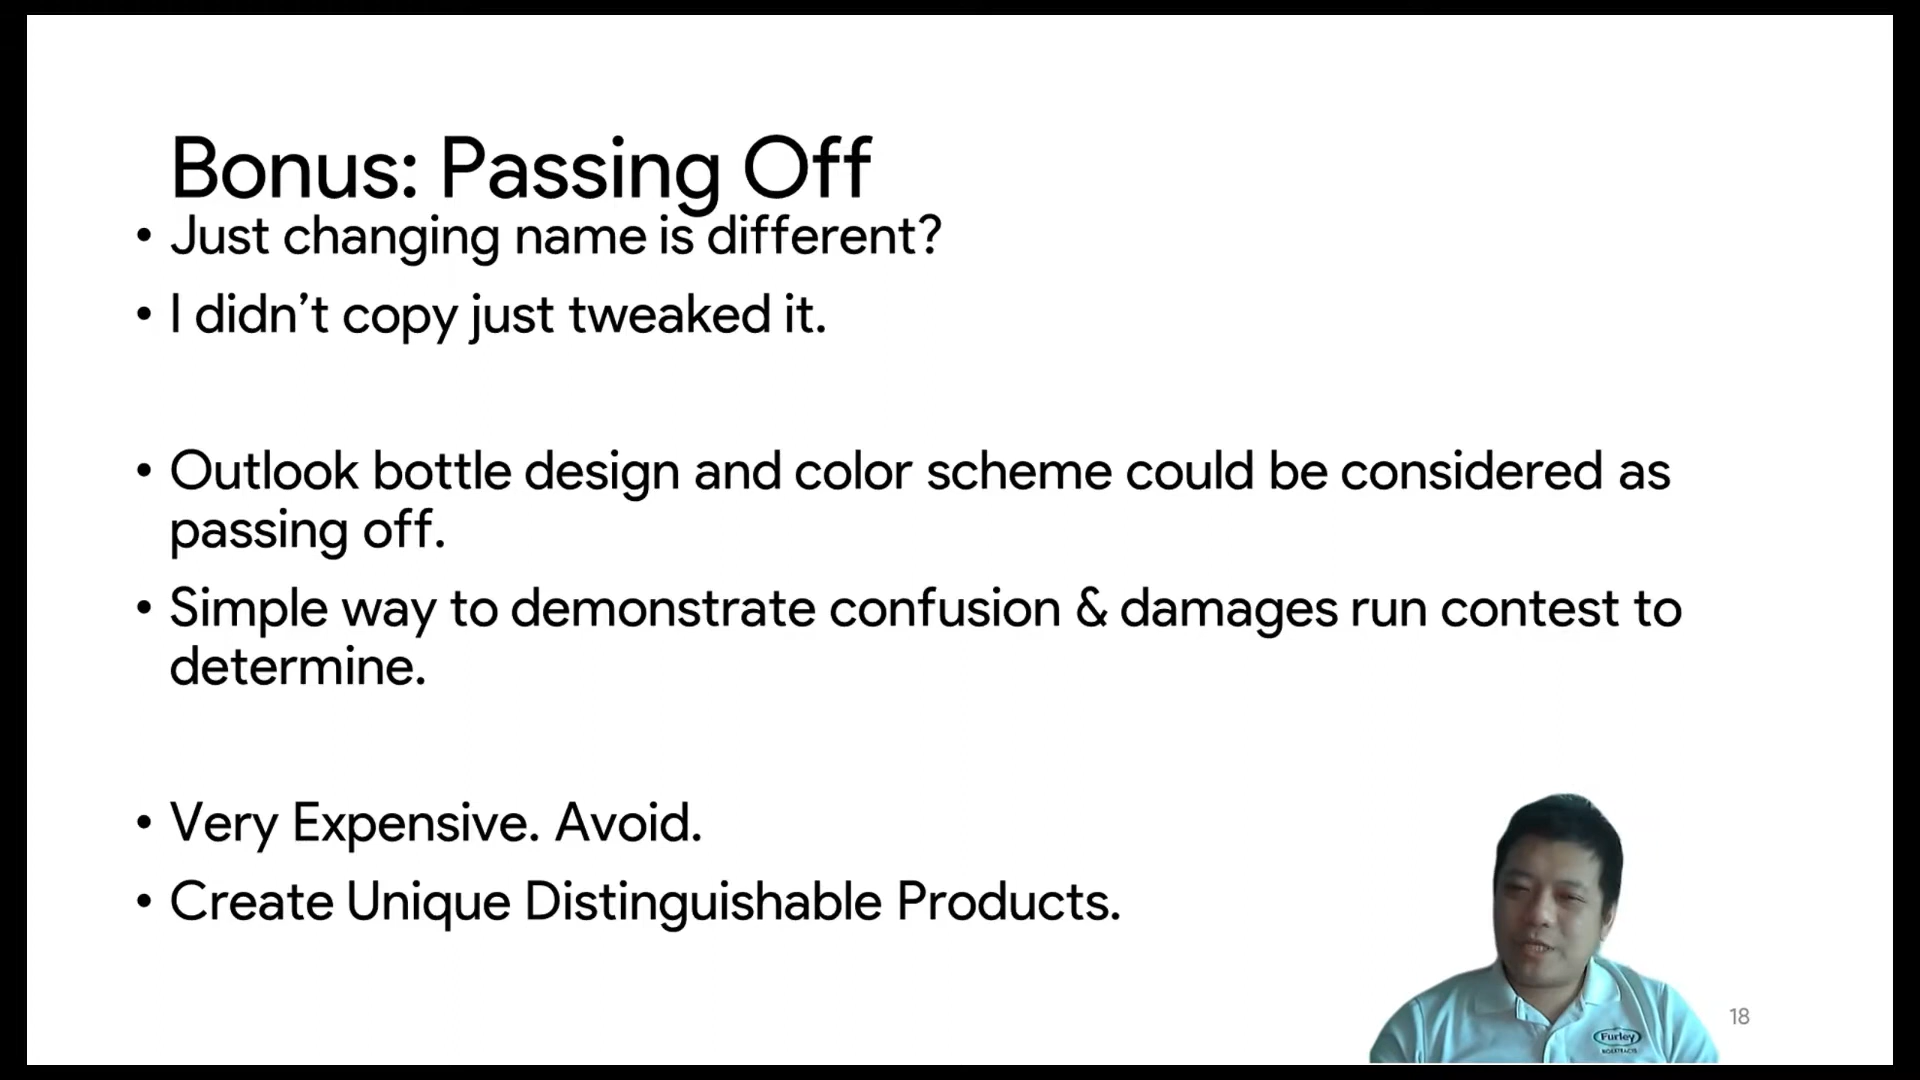 Bonus: Passing Off
• Just changing name is different?
• I didn’t copy just tweaked it.
• Outlook bottle design and color scheme could be considered as
passing off.
• Simple way to demonstrate confusion & damages run contest to
determine.
• Very Expensive. Avoid.
• Create Unique Distinguishable Products.
Furley
BIOEXTRACTS
18